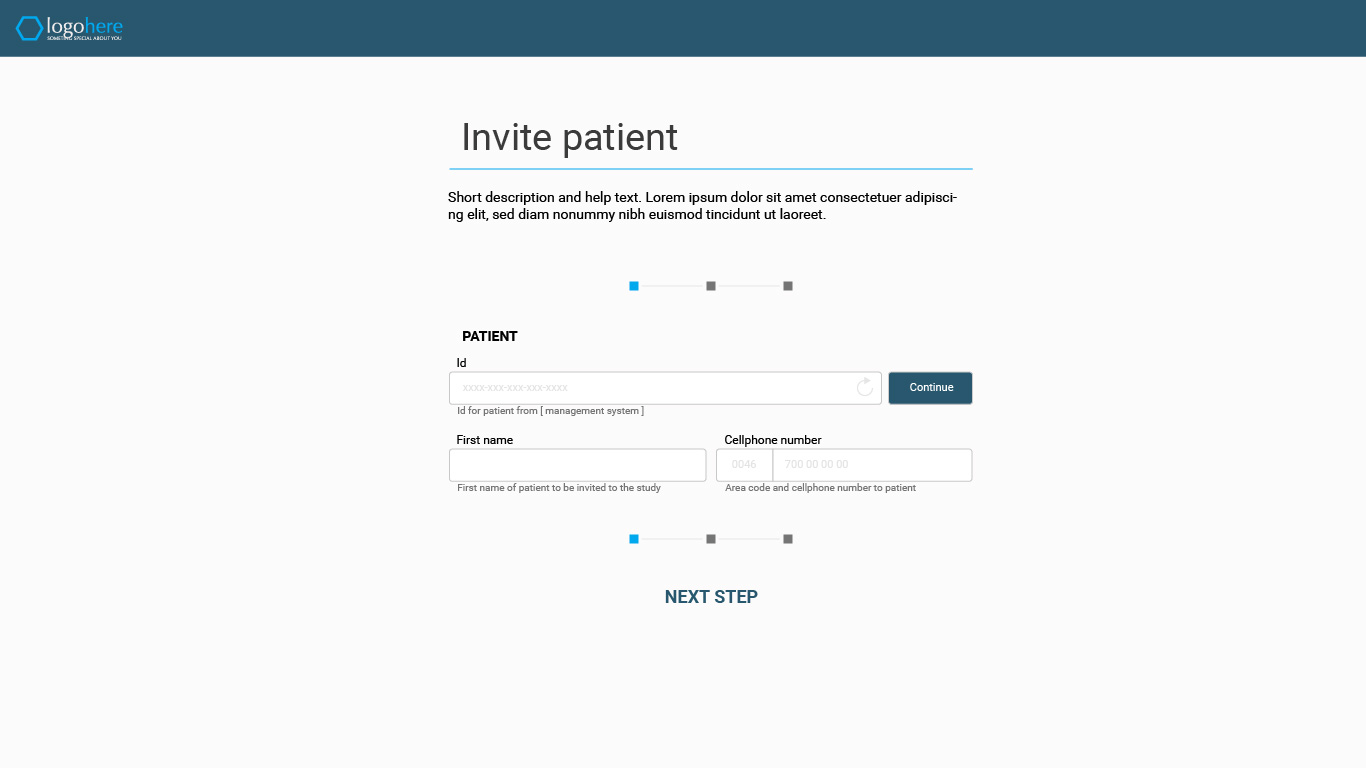 logohere
SOMETING SPECIAL ABOUT YOU
Invite patient
Short description and help text. Lorem ipsum dolor sit amet consectetuer adipisci-
ng elit, sed diam nonummy nibh euismod tincidunt ut laoreet.
PATIENT
Id
xxxx-xxx-xxx-xxx-xxxx
Continue
Id for patient from [ management system ]
First name
Cellphone number
0046
700 00 00 00
First name of patient to be invited to the study
Area code and cellphone number to patient
NEXT STEP